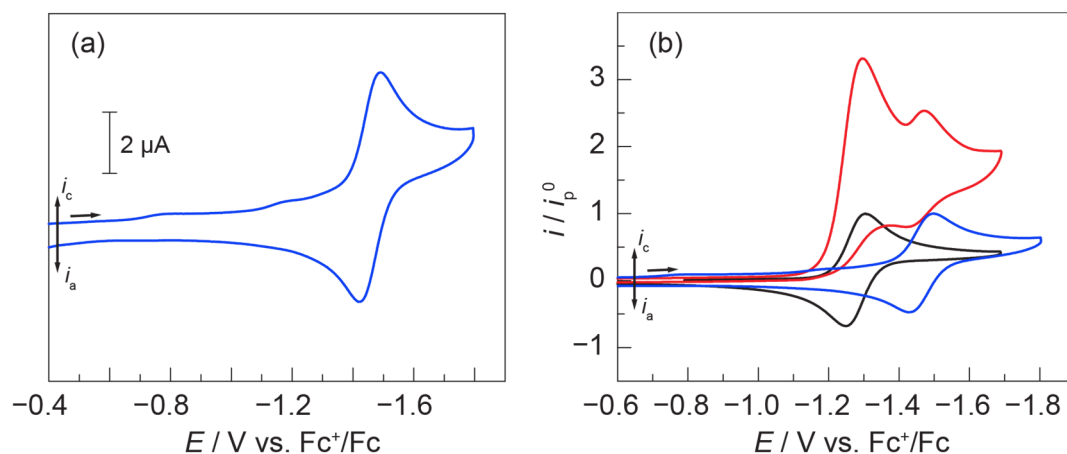 (a)
2 μA
i_c
i_a
−0.4 −0.8 −1.2 −1.6
E / V vs. Fc⁺/Fc
(b)
3
2
1
0
−1
i / i_p⁰
i_c
i_a
−0.6 −0.8 −1.0 −1.2 −1.4 −1.6 −1.8
E / V vs. Fc⁺/Fc